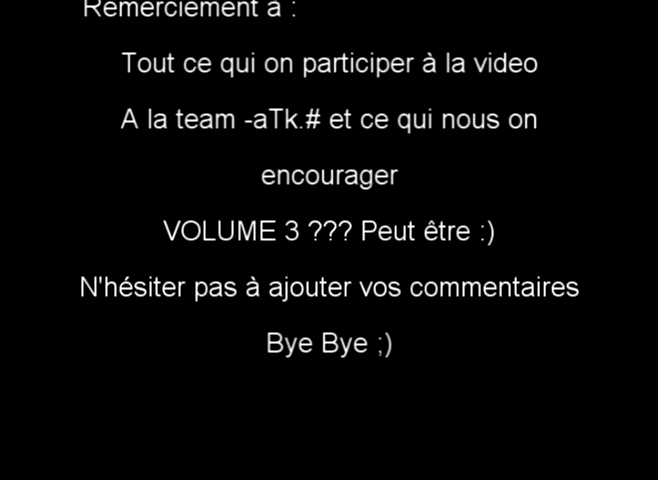 Remerciement à :
Tout ce qui on participer à la video
A la team -aTk.# et ce qui nous on
encourager
VOLUME 3 ??? Peut être :)
N'hésiter pas à ajouter vos commentaires
Bye Bye ;)